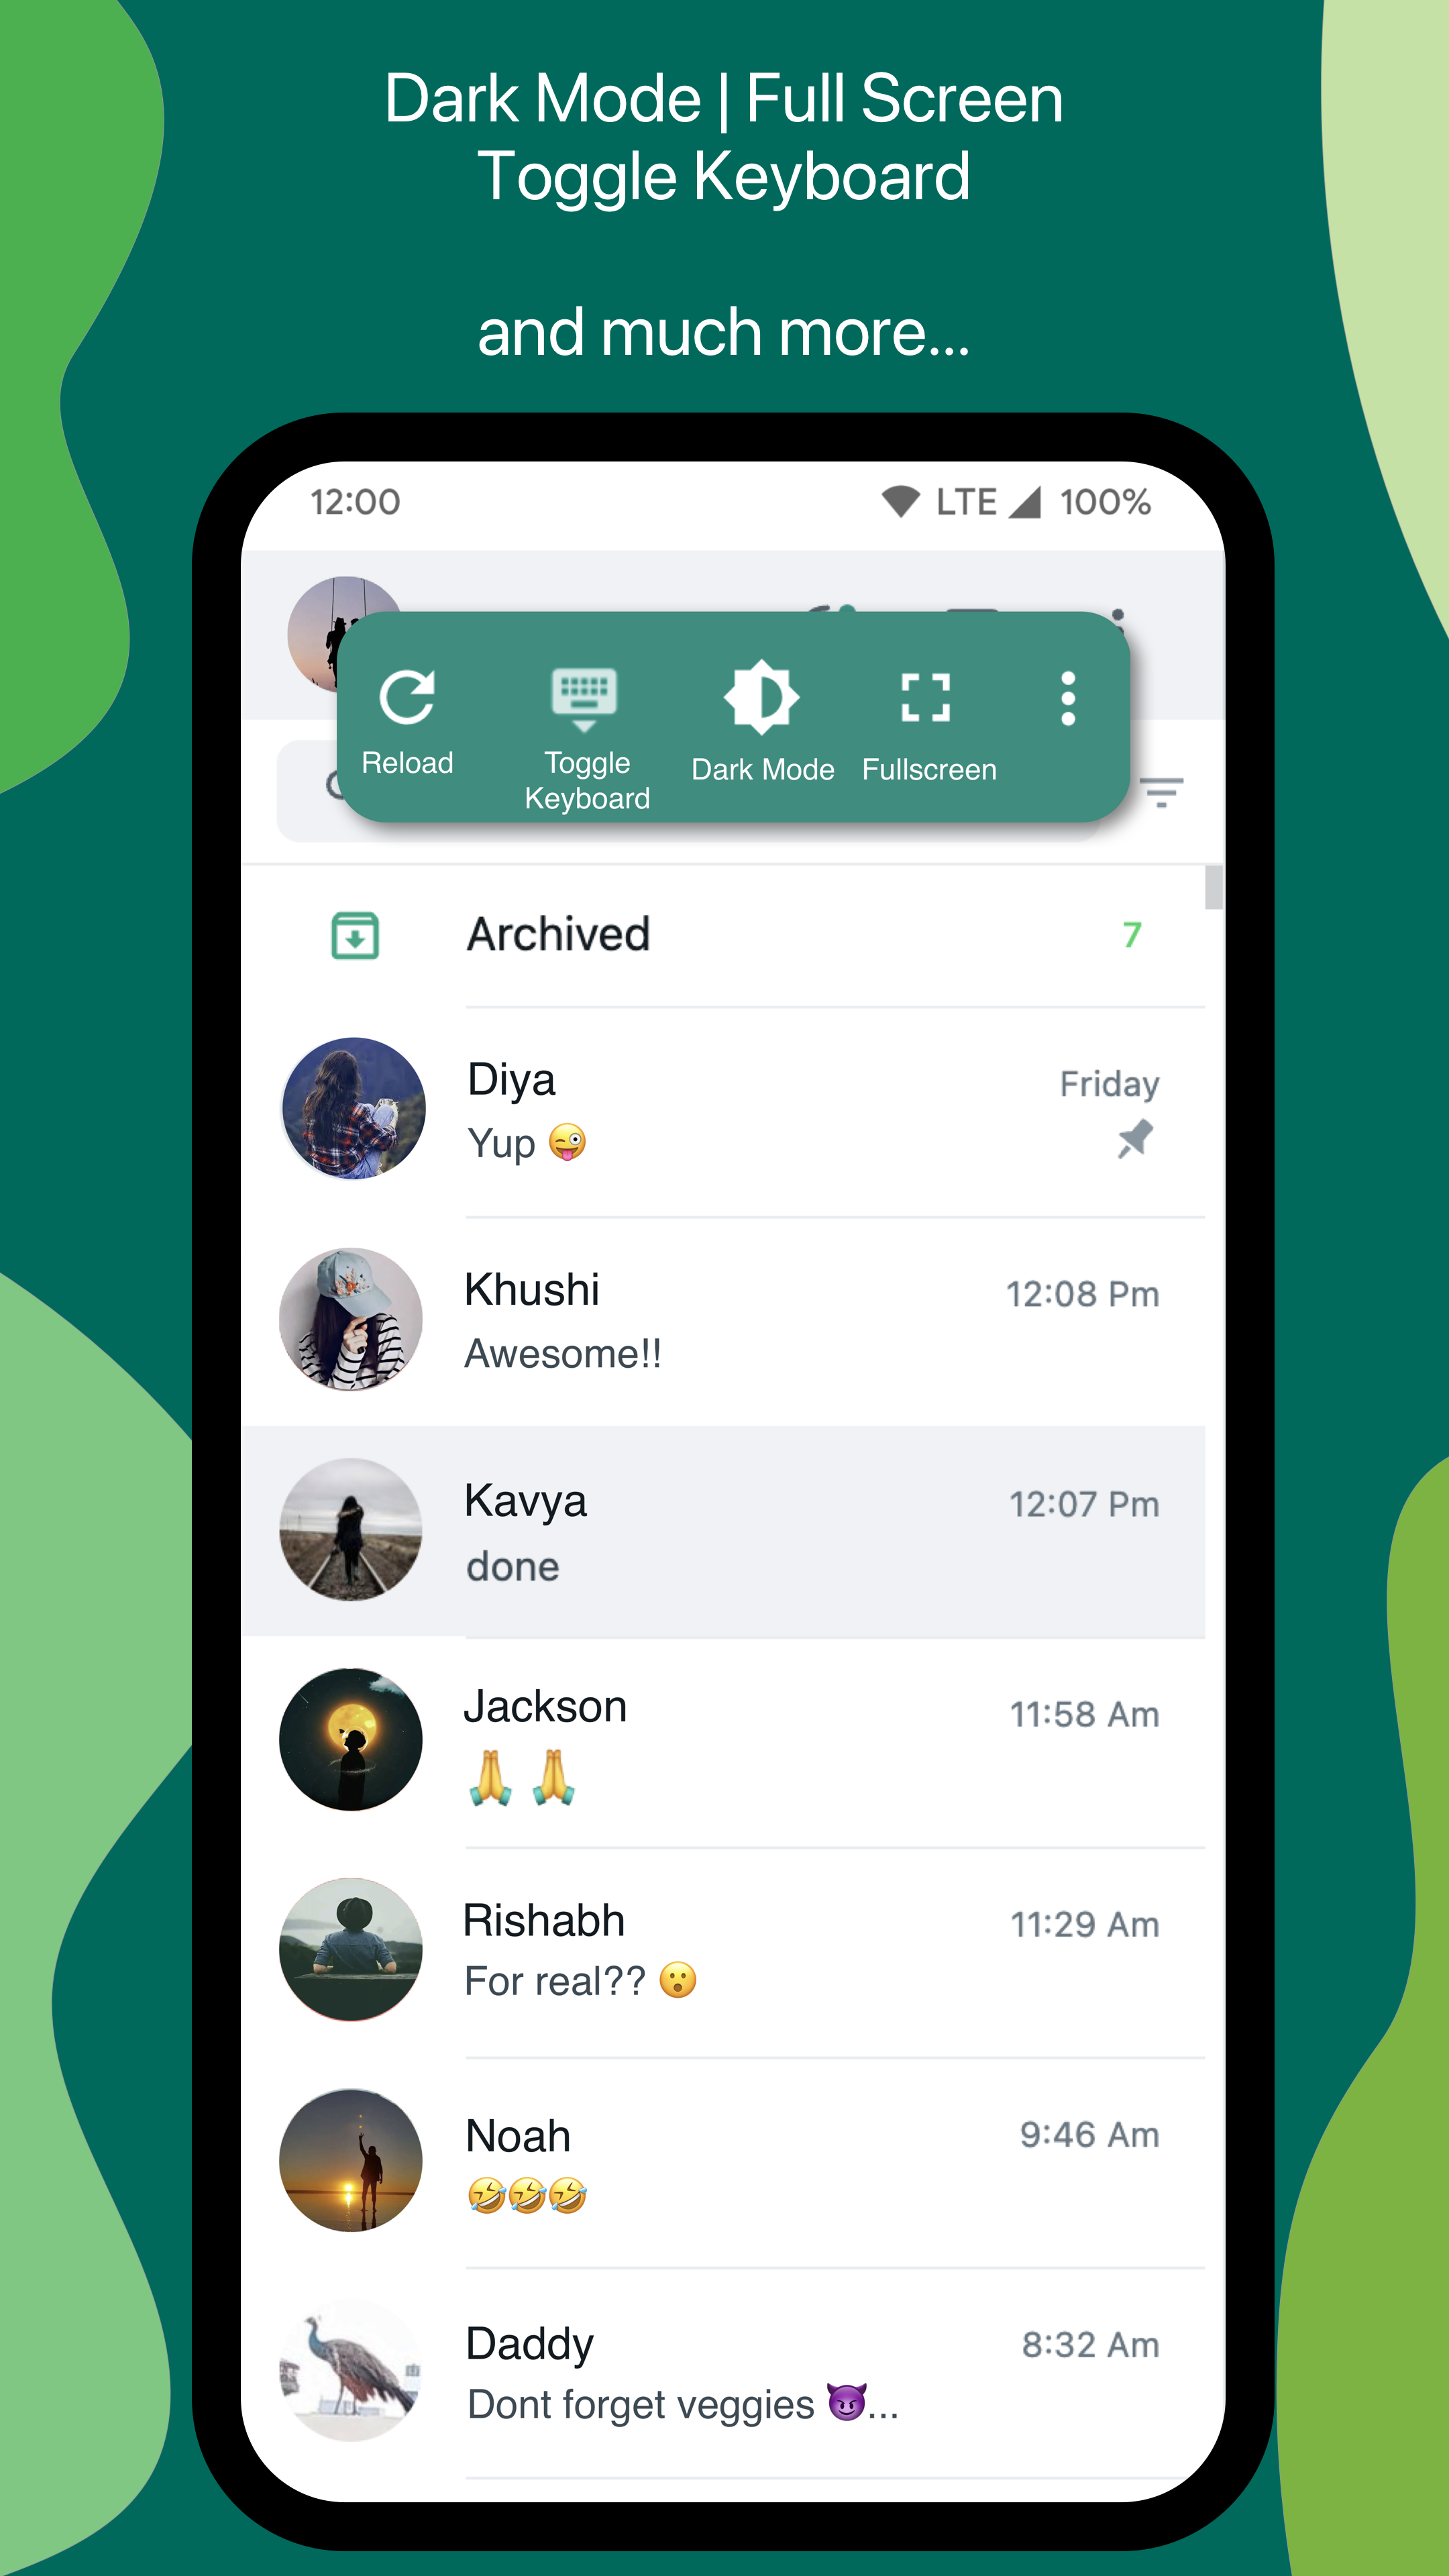 Dark Mode | Full Screen
Toggle Keyboard
and much more...
12:00 LTE 100%
Reload
Toggle
Keyboard
Dark Mode
Fullscreen
Archived 7
Diya Friday
Yup 😜
Khushi 12:08 Pm
Awesome!!
Kavya 12:07 Pm
done
Jackson 11:58 Am
🙏 🙏
Rishabh 11:29 Am
For real?? 😮
Noah 9:46 Am
🤣🤣🤣
Daddy 8:32 Am
Dont forget veggies 😈...